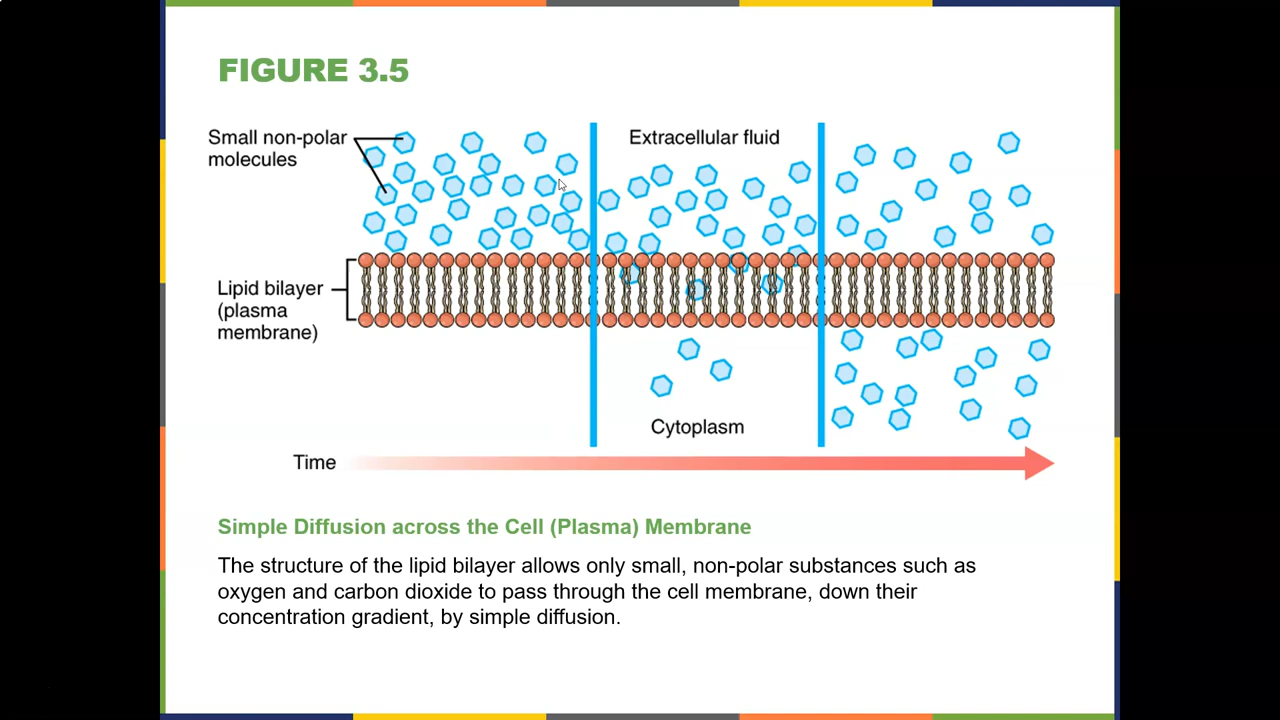 FIGURE 3.5
Small non-polar
molecules
Extracellular fluid
Lipid bilayer
(plasma
membrane)
Cytoplasm
Time
Simple Diffusion across the Cell (Plasma) Membrane
The structure of the lipid bilayer allows only small, non-polar substances such as
oxygen and carbon dioxide to pass through the cell membrane, down their
concentration gradient, by simple diffusion.